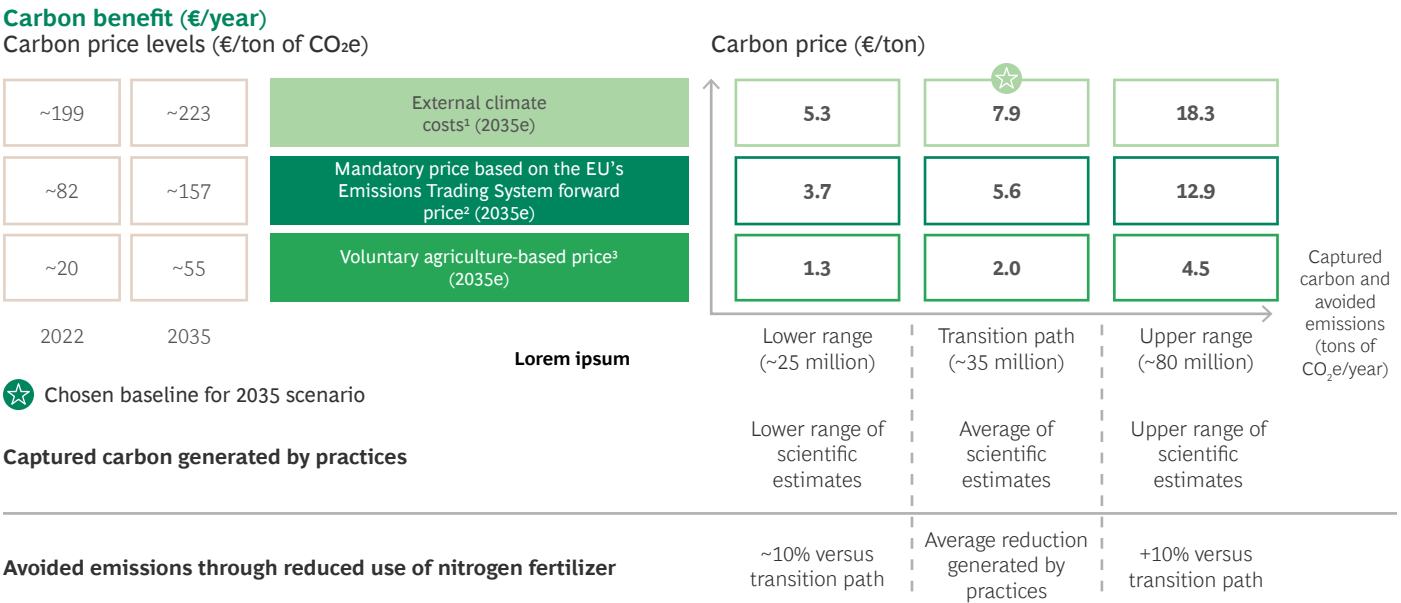 Carbon benefit (€/year)
Carbon price levels (€/ton of CO₂e)
Carbon price (€/ton)
~199
~223
External climate
costs¹ (2035e)
5.3
7.9
18.3
~82
~157
Mandatory price based on the EU’s
Emissions Trading System forward
price² (2035e)
3.7
5.6
12.9
~20
~55
Voluntary agriculture-based price³
(2035e)
1.3
2.0
4.5
Captured
carbon and
avoided
emissions
(tons of
CO₂e/year)
2022
2035
Lorem ipsum
Lower range
(~25 million)
Transition path
(~35 million)
Upper range
(~80 million)
Chosen baseline for 2035 scenario
Captured carbon generated by practices
Lower range of
scientific
estimates
Average of
scientific
estimates
Upper range of
scientific
estimates
Avoided emissions through reduced use of nitrogen fertilizer
~10% versus
transition path
Average reduction
generated by
practices
+10% versus
transition path